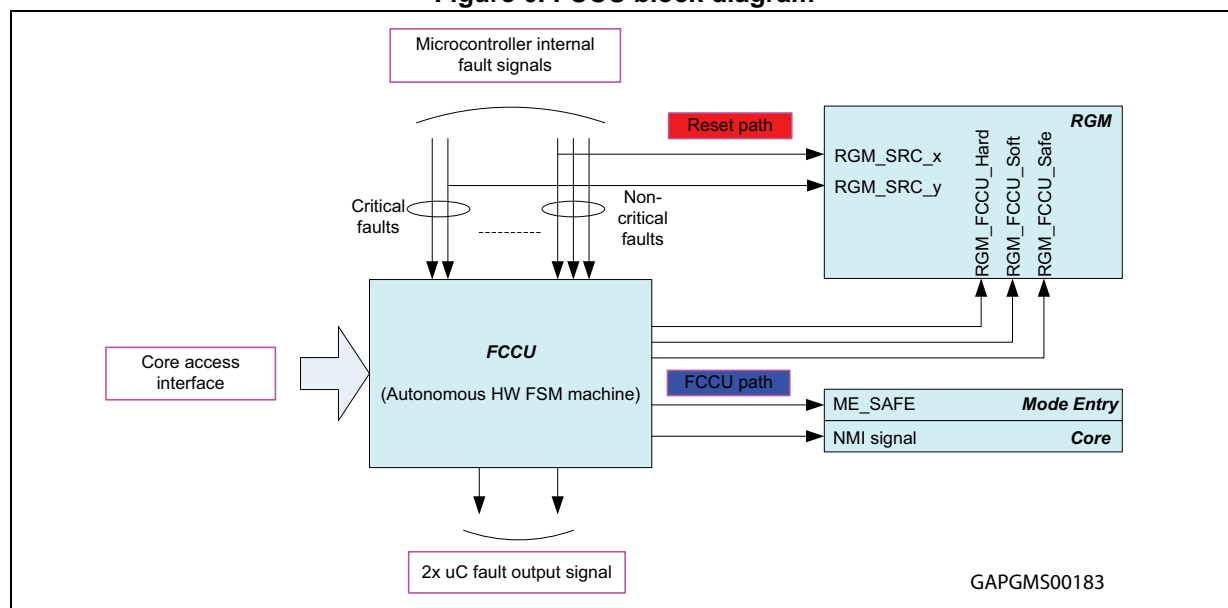 Microcontroller internal
fault signals
Reset path
RGM
RGM_SRC_x
RGM_SRC_y
RGM_FCCU_Hard
RGM_FCCU_Soft
RGM_FCCU_Safe
Critical
faults
Non-
critical
faults
Core access
interface
FCCU
(Autonomous HW FSM machine)
FCCU path
ME_SAFE
Mode Entry
NMI signal
Core
2x uC fault output signal
GAPGMS00183